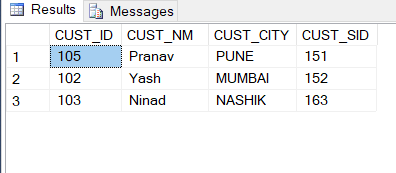 Results Messages
CUST_ID CUST_NM CUST_CITY CUST_SID
1 105 Pranav PUNE 151
2 102 Yash MUMBAI 152
3 103 Ninad NASHIK 163